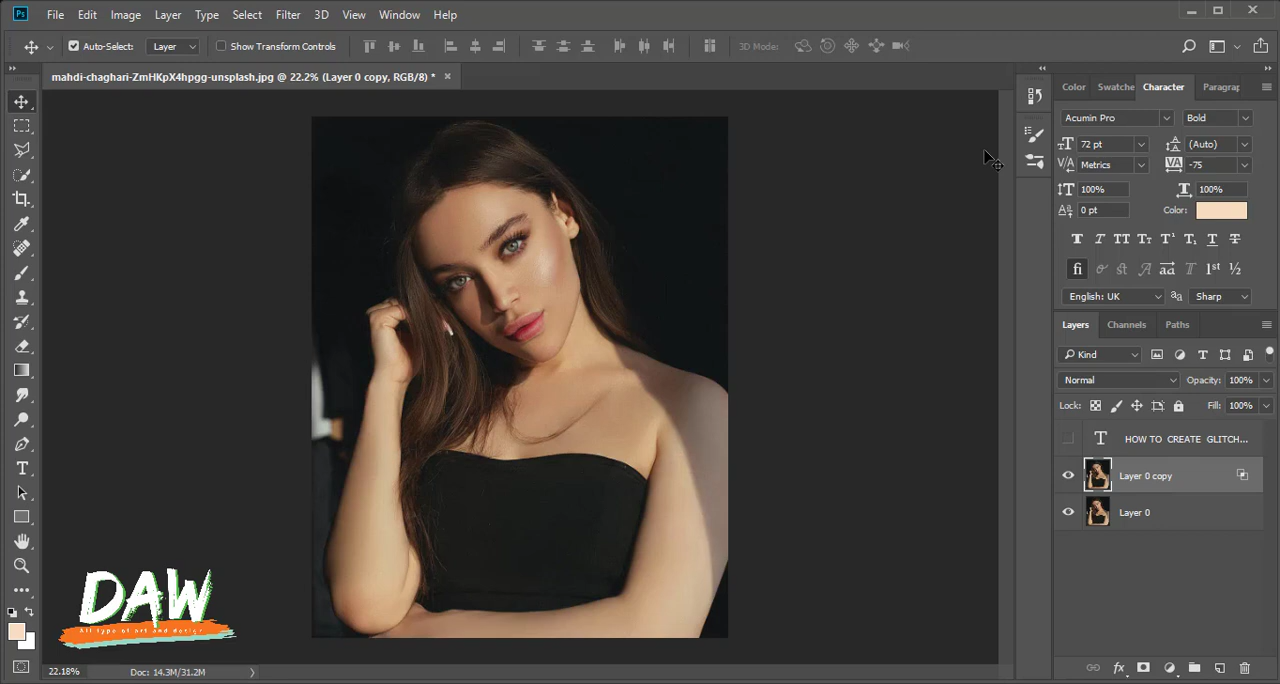 Ps File Edit Image Layer Type Select Filter 3D View Window Help
Auto-Select: Layer Show Transform Controls 3D Mode:
mahdi-chaghari-ZmHKpX4hpgg-unsplash.jpg @ 22.2% (Layer 0 copy, RGB/8) *
Color Swatche Character Paragrap
Acumin Pro Bold
72 pt (Auto)
Metrics -75
100% 100%
0 pt Color:
English: UK aa Sharp
Layers Channels Paths
Kind
Normal Opacity: 100%
Lock: Fill: 100%
HOW TO CREATE GLITCH...
Layer 0 copy
Layer 0
DAW
All type of art and design
22.18% Doc: 14.3M/31.2M